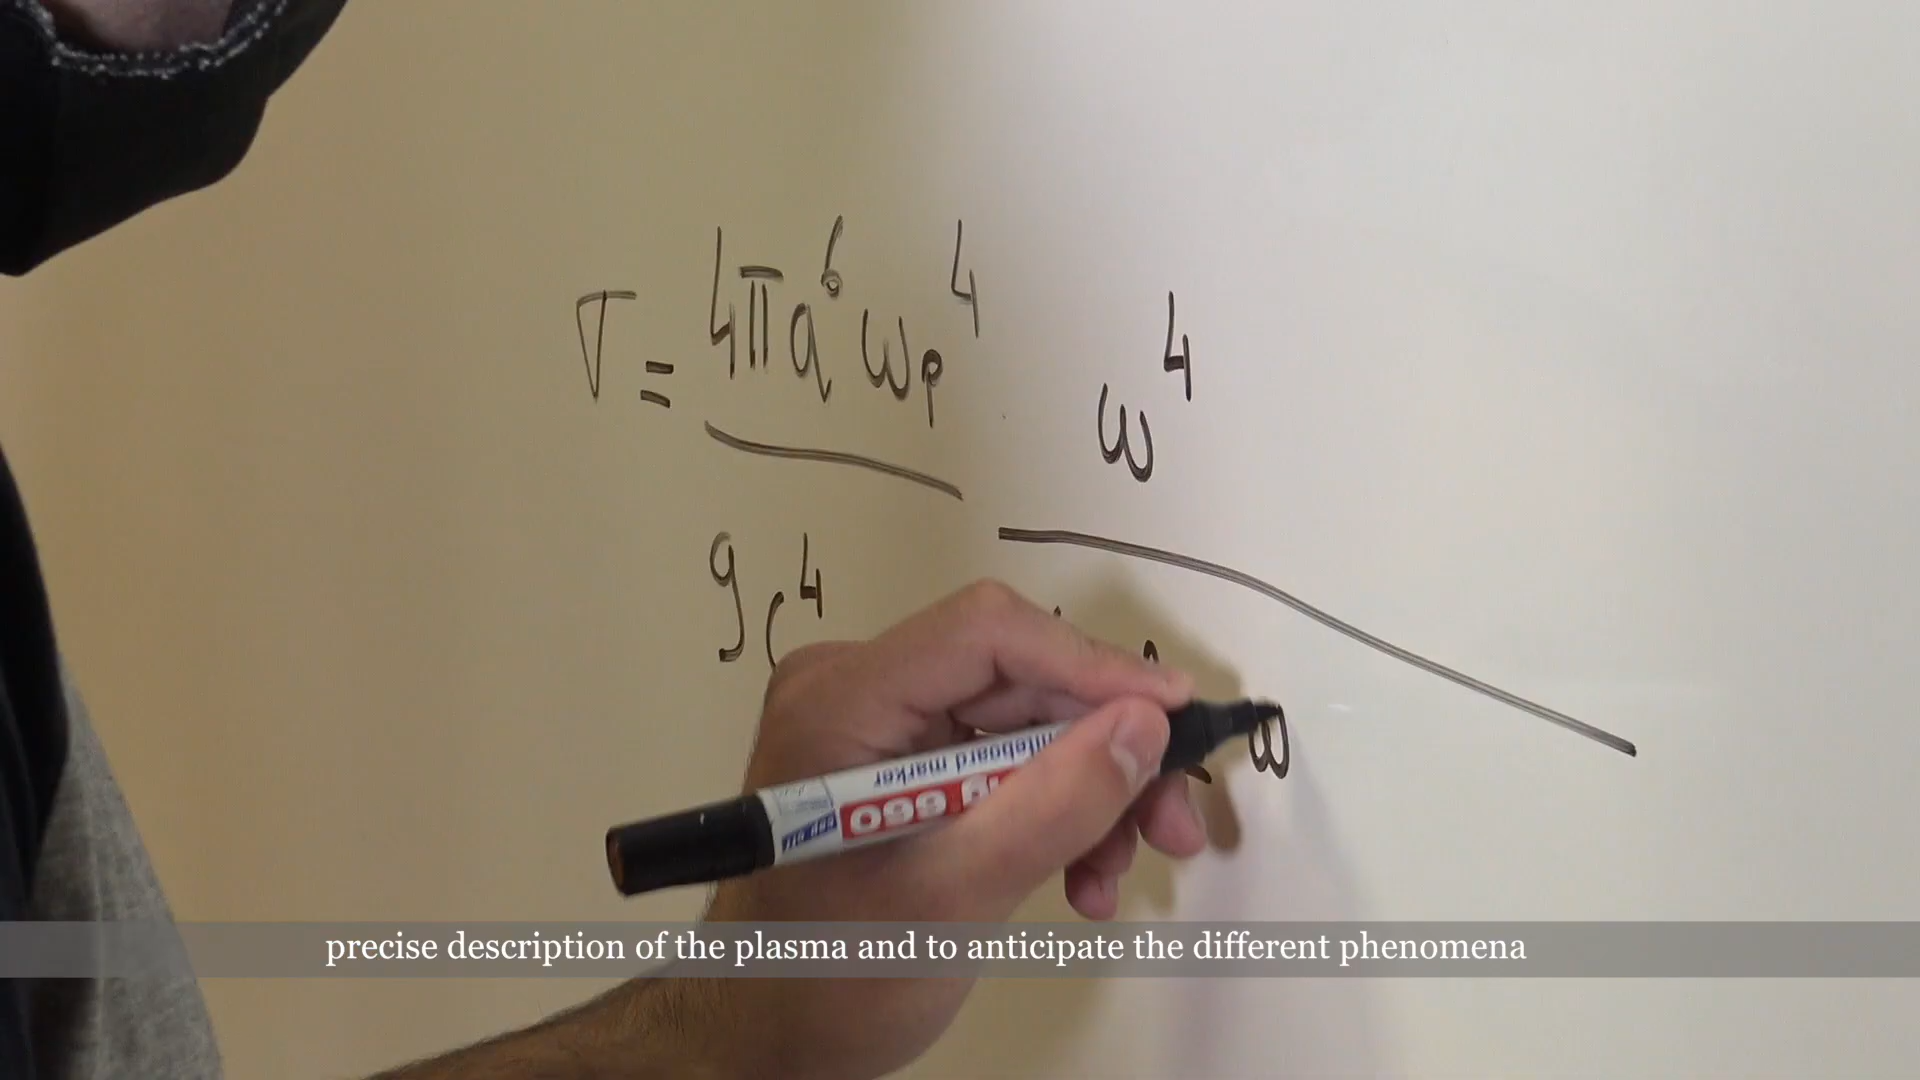 σ = 4πa⁶ωp⁴ ω⁴
9c⁴ ω
whiteboard marker
660
precise description of the plasma and to anticipate the different phenomena